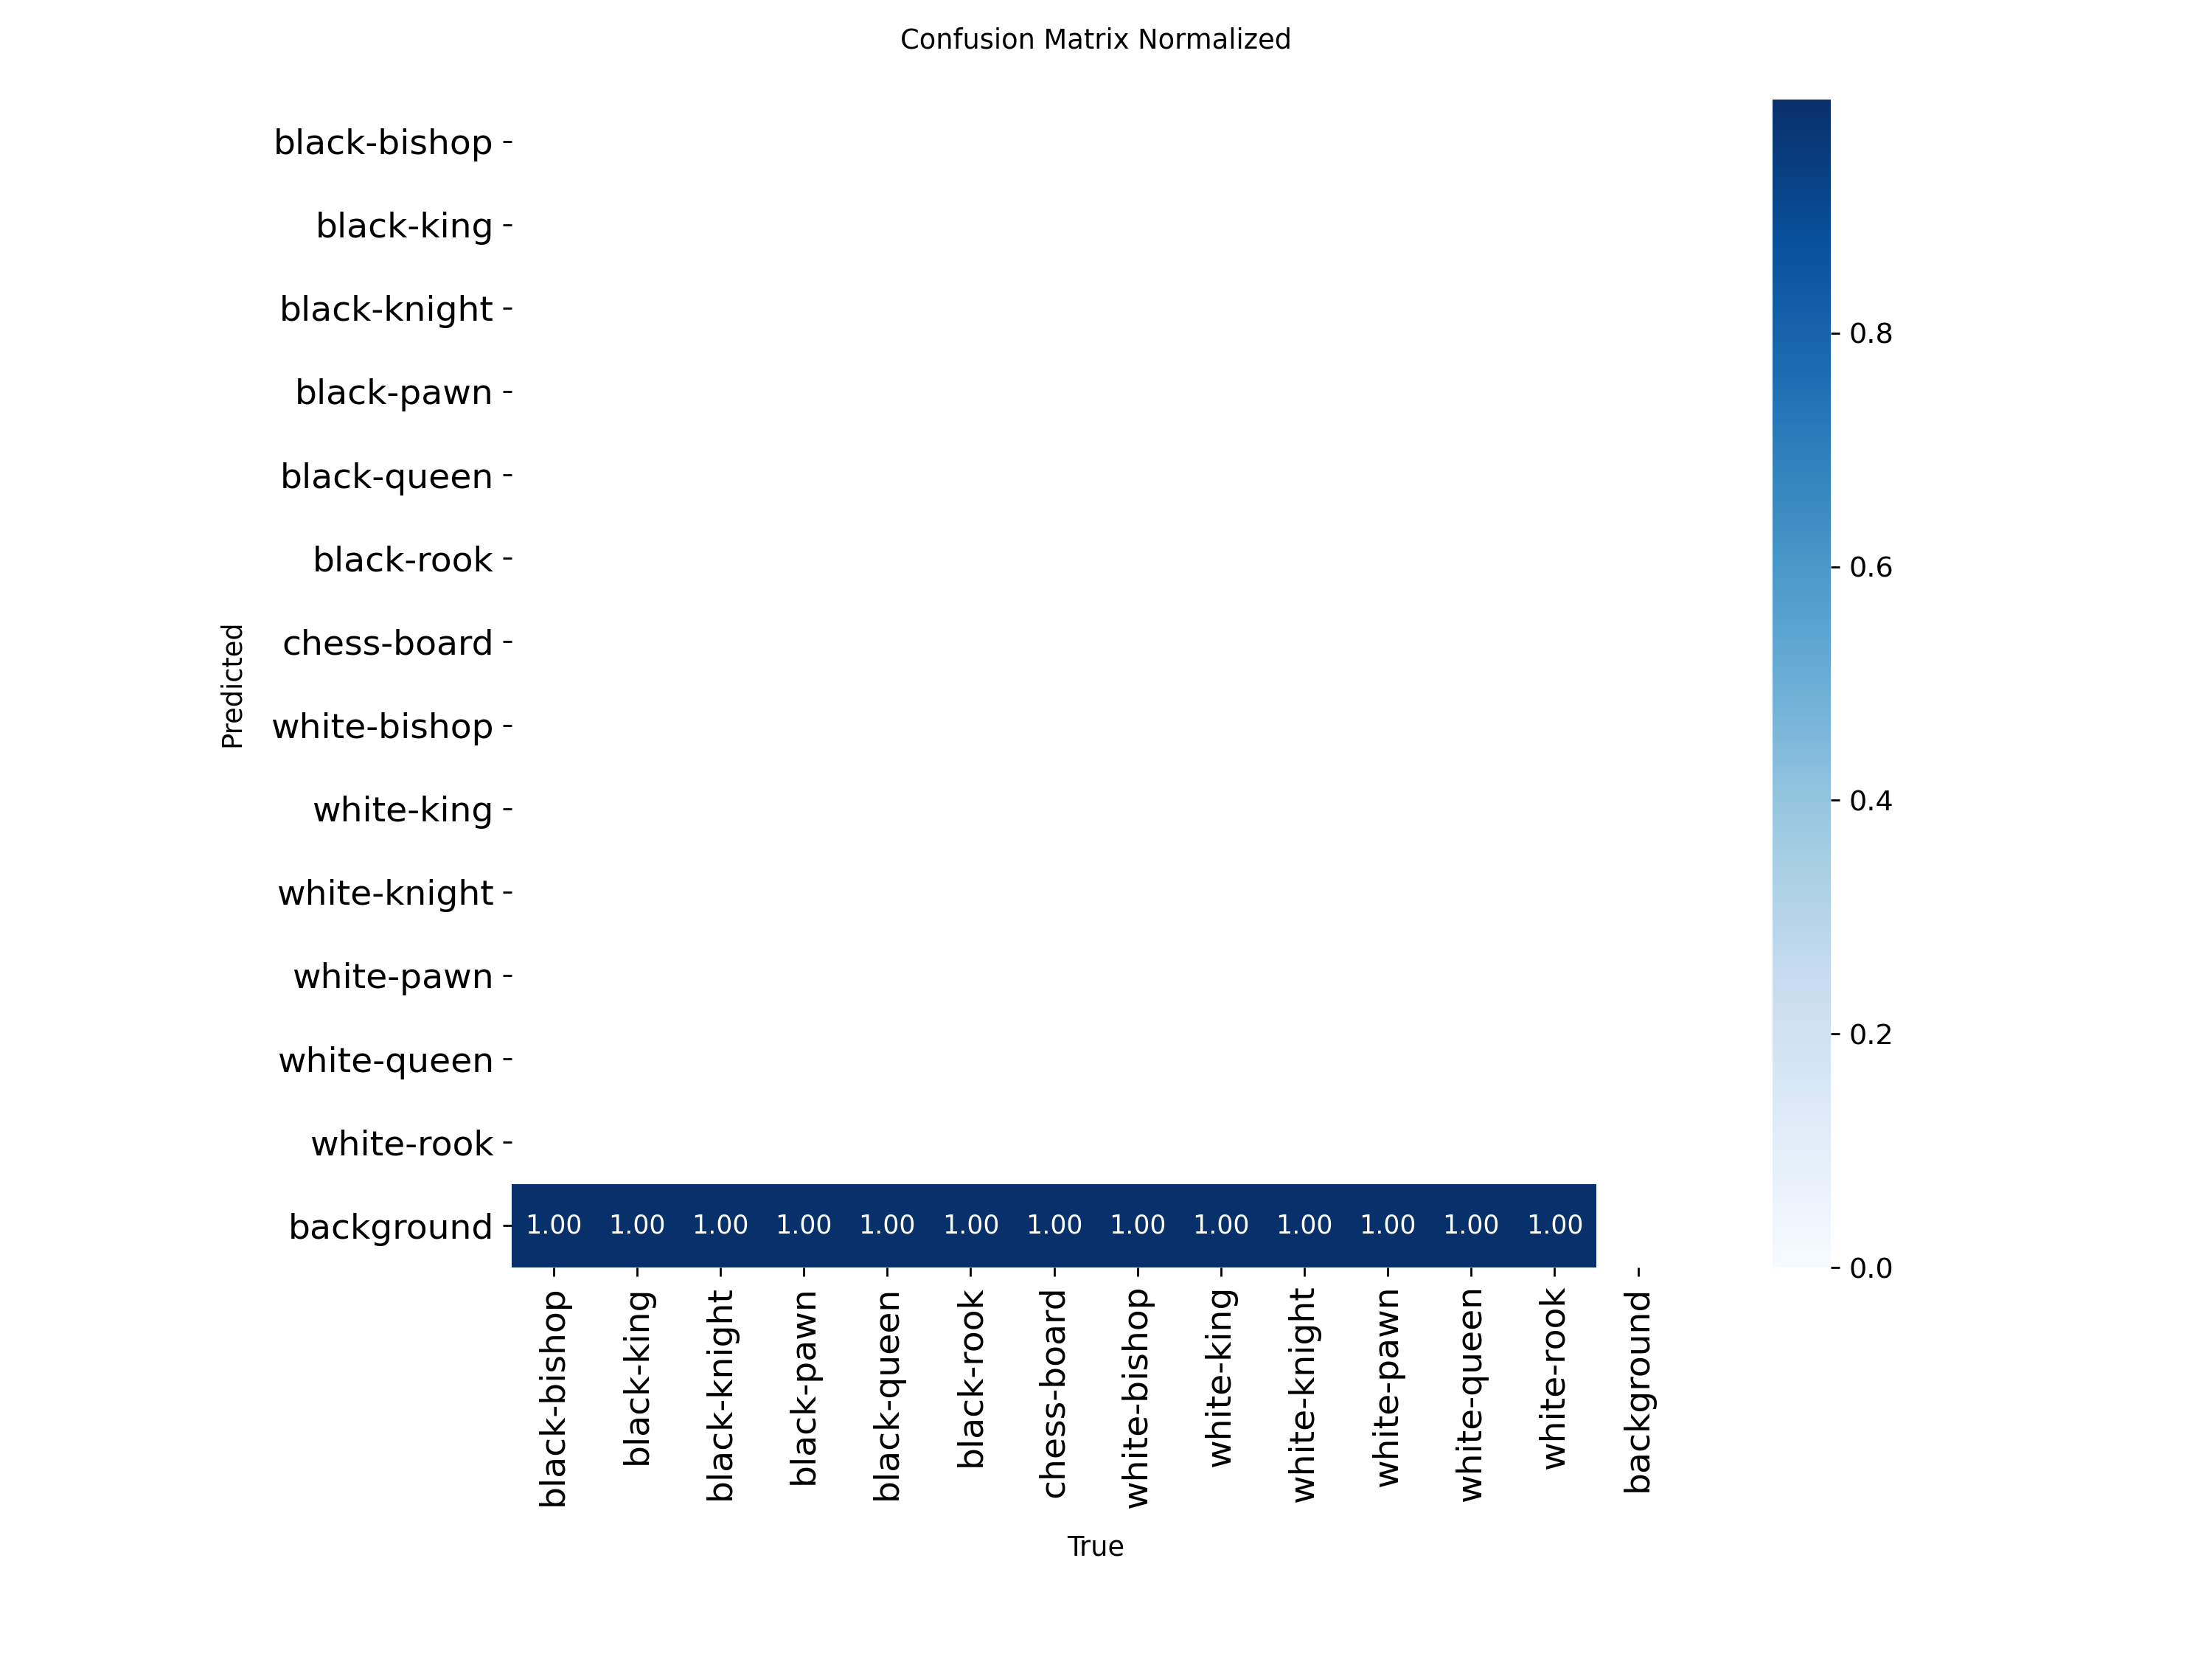 Confusion Matrix Normalized
black-bishop
black-king
black-knight
black-pawn
black-queen
black-rook
chess-board
white-bishop
white-king
white-knight
white-pawn
white-queen
white-rook
background
Predicted
1.00 1.00 1.00 1.00 1.00 1.00 1.00 1.00 1.00 1.00 1.00 1.00 1.00
black-bishop
black-king
black-knight
black-pawn
black-queen
black-rook
chess-board
white-bishop
white-king
white-knight
white-pawn
white-queen
white-rook
background
True
0.8
0.6
0.4
0.2
0.0